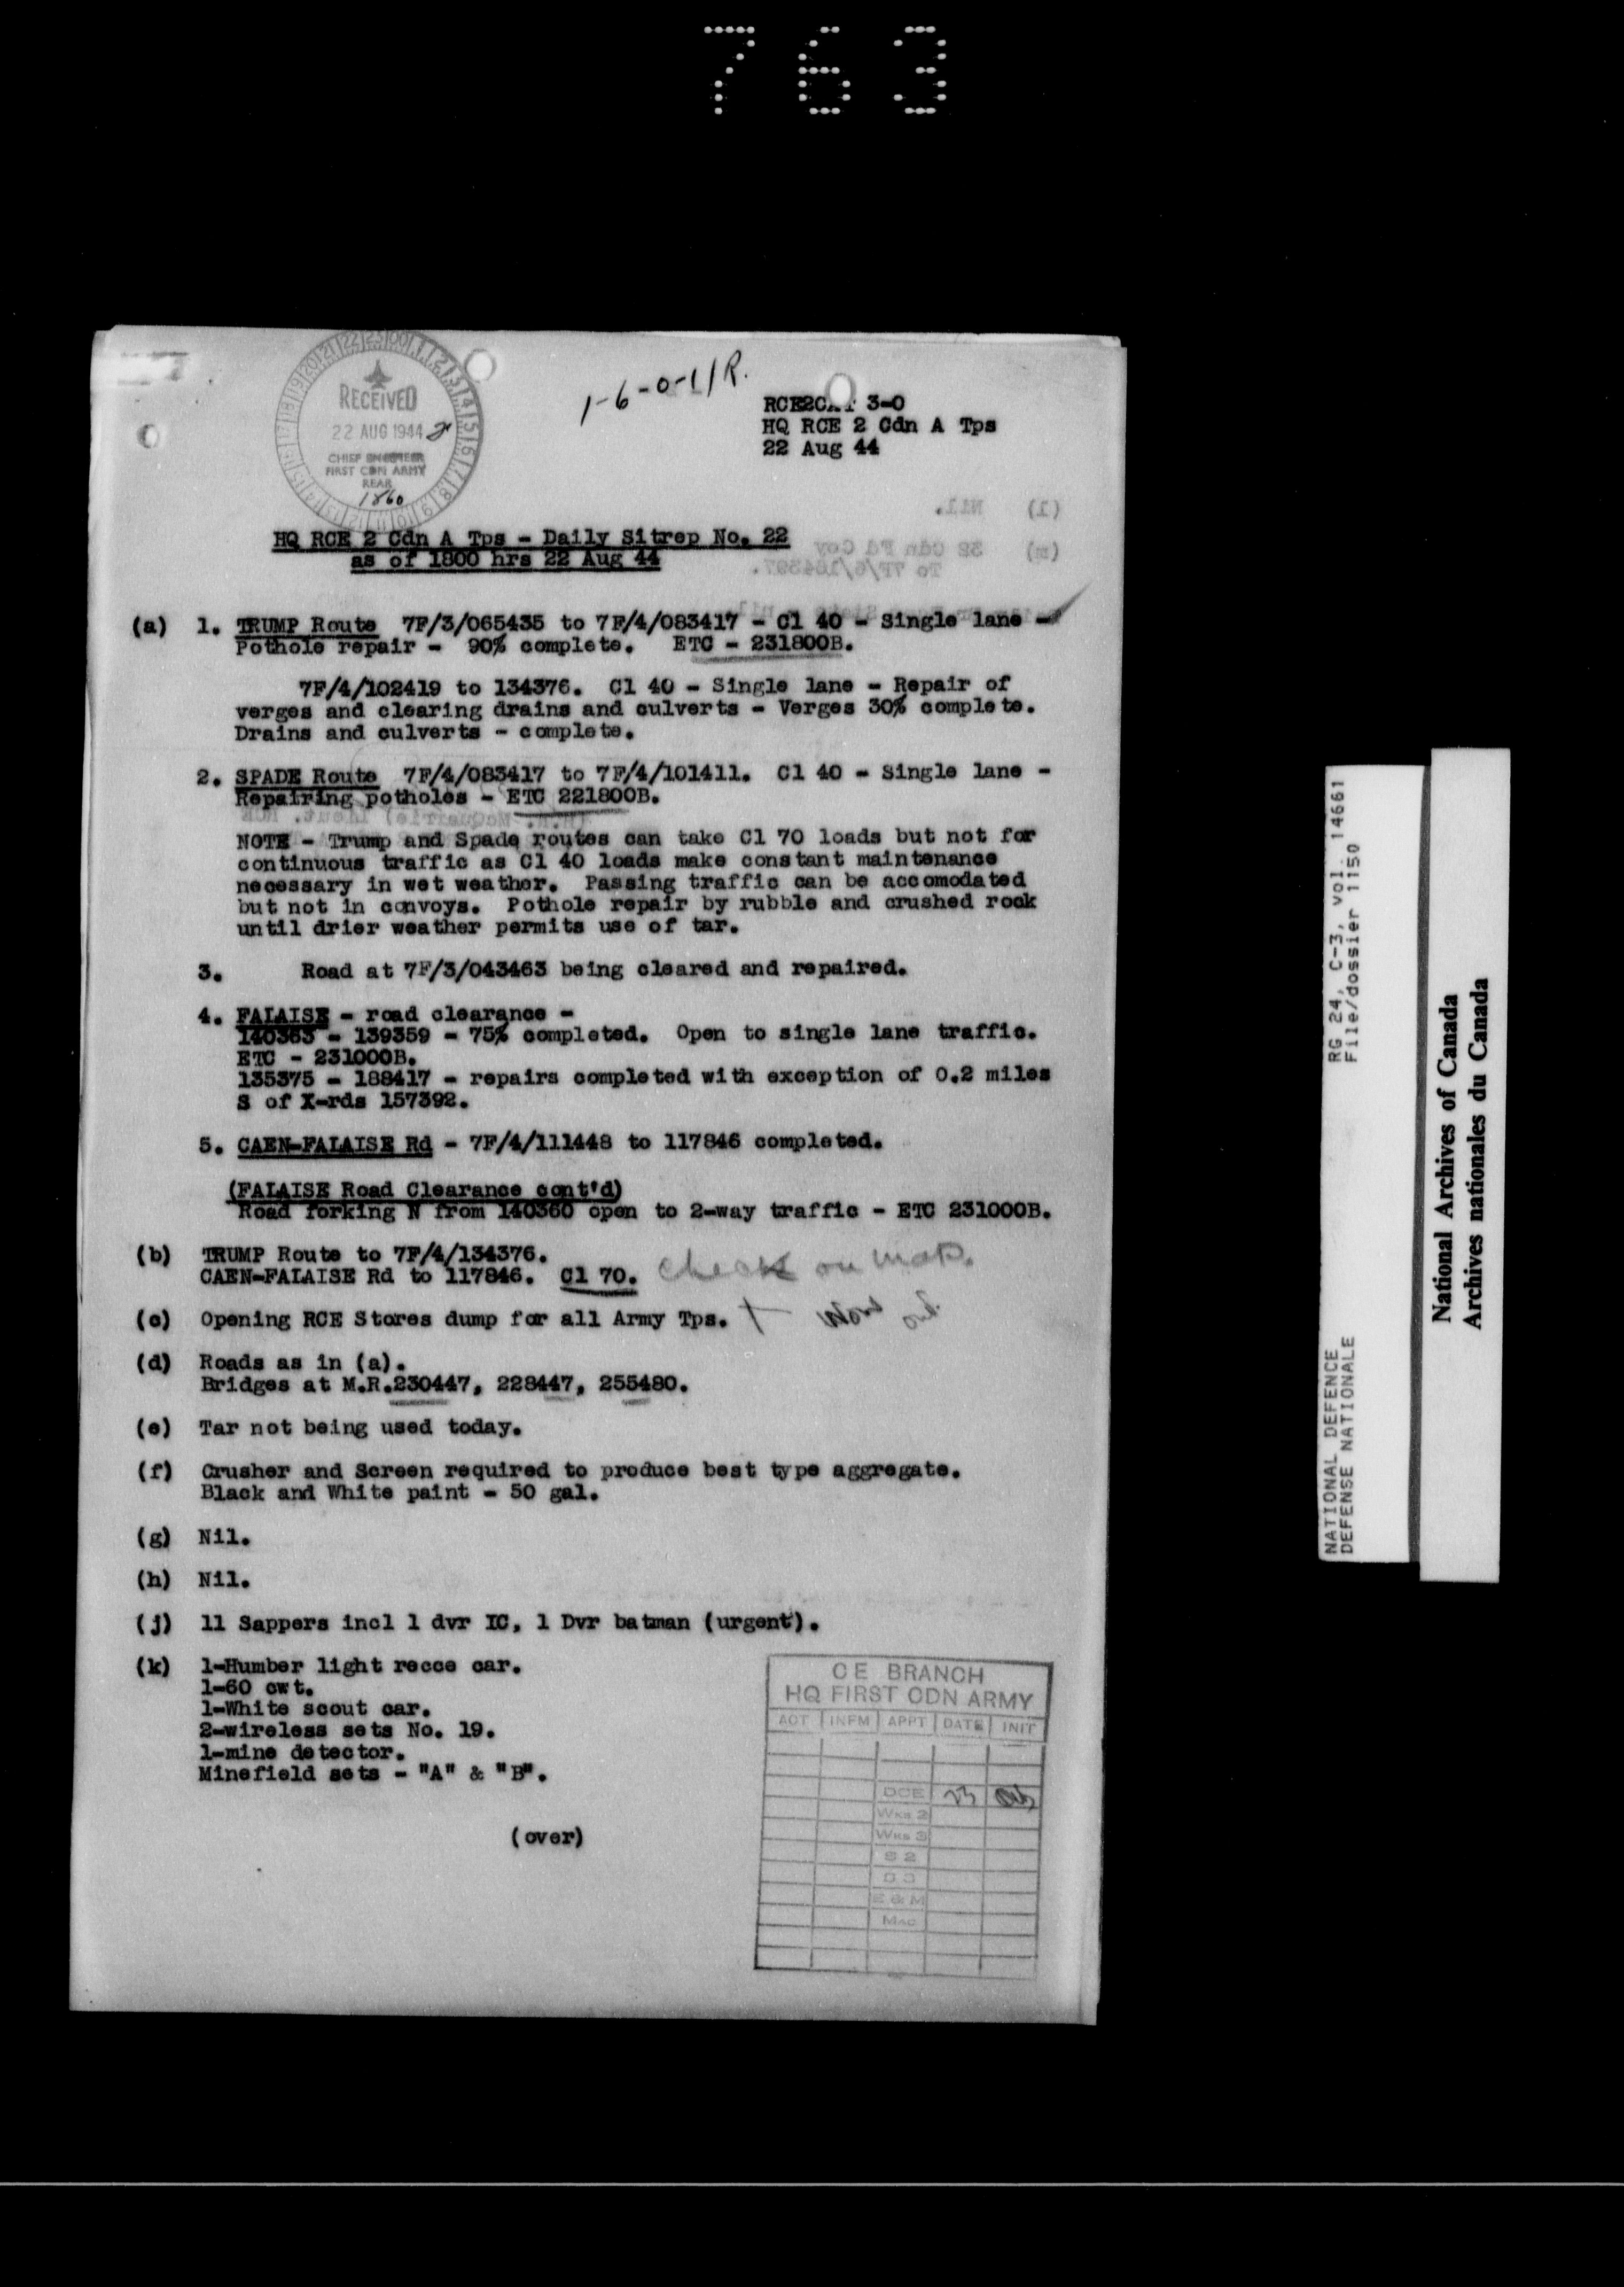 763
RECEIVED
22 AUG 1944
CHIEF ENGINEER
FIRST CDN ARMY
REAR
1-6-0-1/R.
3-0
HQ RCE 2 Cdn A Tps
22 Aug 44
HQ RCE 2 Cdn A Tps - Daily Sitrep No. 22
as of 1800 hrs 22 Aug 44
(a) 1. TRUMP Route 7F/3/065435 to 7F/4/083417 - Cl 40 - Single lane -
Pothole repair - 90% complete. ETC - 231800B.
7F/4/102419 to 134376. Cl 40 - Single lane - Repair of
verges and clearing drains and culverts - Verges 30% complete.
Drains and culverts - complete.
2. SPADE Route 7F/4/083417 to 7F/4/101411. Cl 40 - Single lane -
Repairing potholes - ETC 221800B.
NOTE - Trump and Spade routes can take Cl 70 loads but not for
continuous traffic as Cl 40 loads make constant maintenance
necessary in wet weather. Passing traffic can be accomodated
but not in convoys. Pothole repair by rubble and crushed rock
until drier weather permits use of tar.
3. Road at 7F/3/043463 being cleared and repaired.
4. FALAISE - road clearance -
140363 - 139359 - 75% completed. Open to single lane traffic.
ETC - 231000B.
135375 - 188417 - repairs completed with exception of 0.2 miles
S of X-rds 157392.
5. CAEN-FALAISE Rd - 7F/4/111448 to 117846 completed.
(FALAISE Road Clearance cont'd)
Road forking N from 140360 open to 2-way traffic - ETC 231000B.
(b) TRUMP Route to 7F/4/134376.
CAEN-FALAISE Rd to 117846. Cl 70. check on map.
(c) Opening RCE Stores dump for all Army Tps.
(d) Roads as in (a).
Bridges at M.R.230447, 228447, 255480.
(e) Tar not being used today.
(f) Crusher and Screen required to produce best type aggregate.
Black and White paint - 50 gal.
(g) Nil.
(h) Nil.
(j) 11 Sappers incl 1 dvr IC, 1 Dvr batman (urgent).
(k) 1-Humber light recce car.
1-60 cwt.
1-White scout car.
2-wireless sets No. 19.
1-mine detector.
Minefield sets - "A" & "B".
(over)
CE BRANCH
HQ FIRST CDN ARMY
ACT INFM APPT DATE INIT
DCE 23
Wks 2
Wks 3
S 2
S 3
E & M
Mac
RG 24, C-3, vol. 14661
File/dossier 1150
NATIONAL DEFENCE
DEFENSE NATIONALE
National Archives of Canada
Archives nationales du Canada